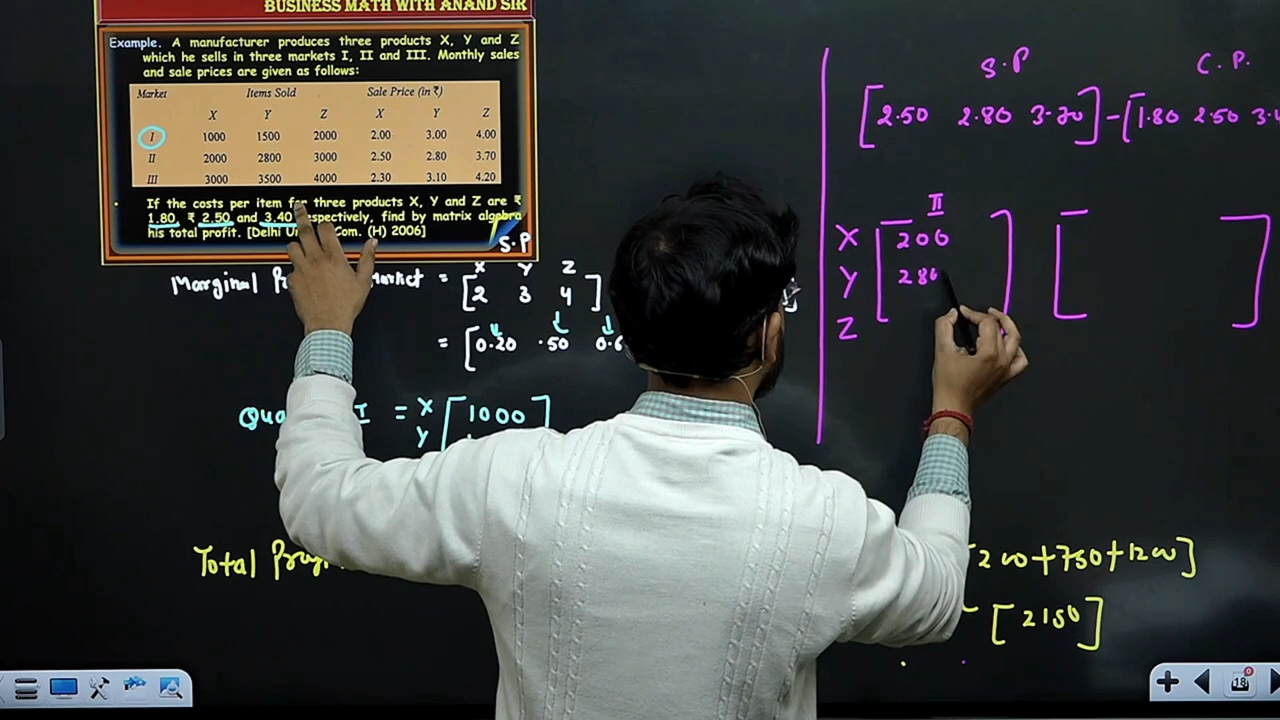 BUSINESS MATH WITH ANAND SIR
Example. A manufacturer produces three products X, Y and Z
which he sells in three markets I, II and III. Monthly sales
and sale prices are given as follows:
Market Items Sold Sale Price (in ₹)
X Y Z X Y Z
I 1000 1500 2000 2.00 3.00 4.00
II 2000 2800 3000 2.50 2.80 3.70
III 3000 3500 4000 2.30 3.10 4.20
If the costs per item for three products X, Y and Z are ₹
1.80, ₹ 2.50 and 3.40 respectively, find by matrix algebra
his total profit. [Delhi Com. (H) 2006]
S.P
X Y Z
Marginal = [2 3 4]
= [0.20 .50
I = X [1000]
Y
Total
[200+750+1200]
[2150]
S.P C.P.
[2.50 2.80 3.70] - [1.80 2.50
II
X [200
Y 280
Z
18